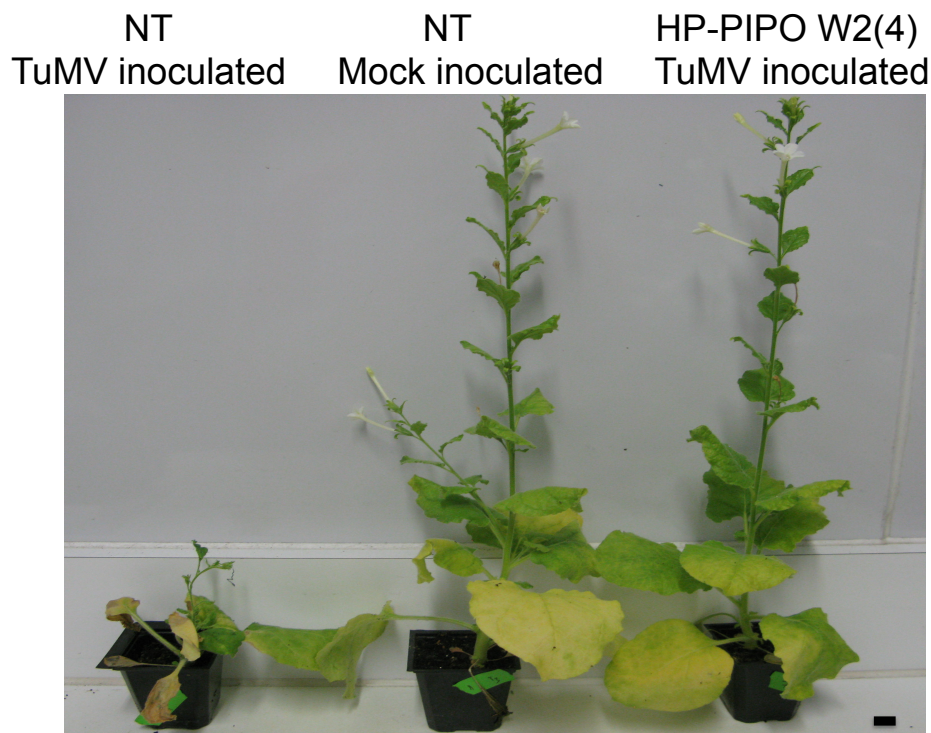 NT
TuMV inoculated
NT
Mock inoculated
HP-PIPO W2(4)
TuMV inoculated